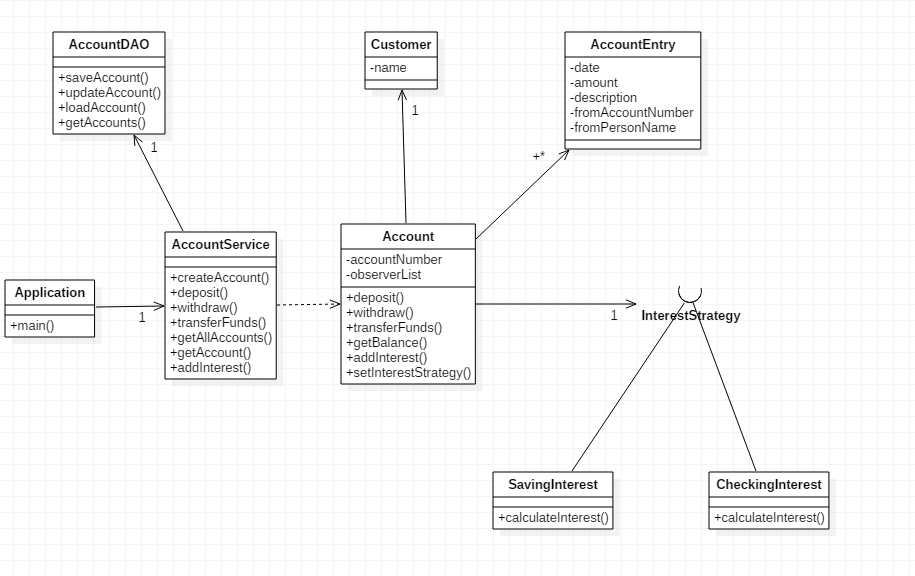 AccountDAO
+saveAccount()
+updateAccount()
+loadAccount()
+getAccounts()
1
Customer
-name
1
AccountEntry
-date
-amount
-description
-fromAccountNumber
-fromPersonName
+*
Application
+main()
1
AccountService
+createAccount()
+deposit()
+withdraw()
+transferFunds()
+getAllAccounts()
+getAccount()
+addInterest()
Account
-accountNumber
-observerList
+deposit()
+withdraw()
+transferFunds()
+getBalance()
+addInterest()
+setInterestStrategy()
1
InterestStrategy
SavingInterest
+calculateInterest()
CheckingInterest
+calculateInterest()